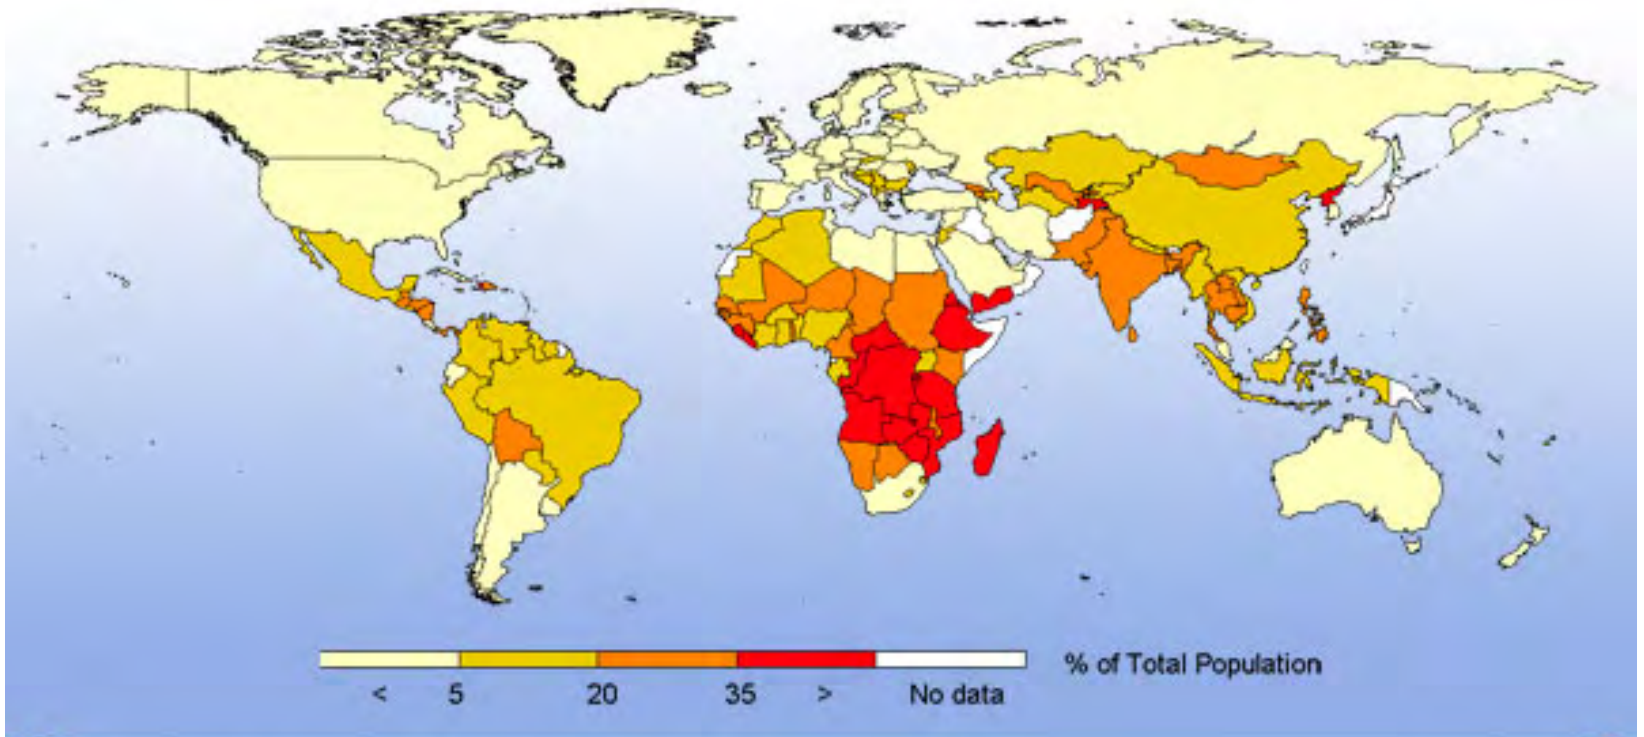 % of Total Population
< 5 20 35 > No data